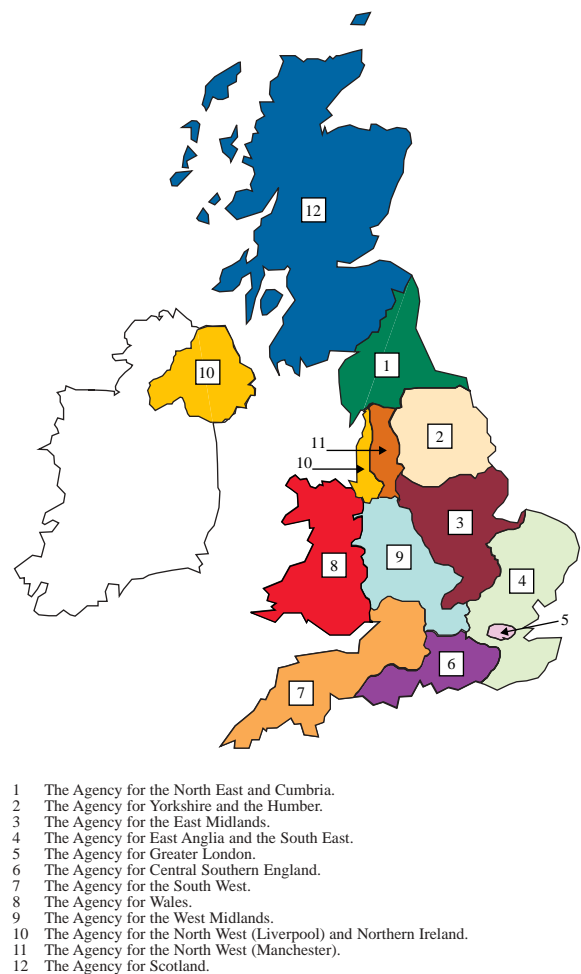 12
10
1
11
10
2
3
8
9
4
5
6
7
1 The Agency for the North East and Cumbria.
2 The Agency for Yorkshire and the Humber.
3 The Agency for the East Midlands.
4 The Agency for East Anglia and the South East.
5 The Agency for Greater London.
6 The Agency for Central Southern England.
7 The Agency for the South West.
8 The Agency for Wales.
9 The Agency for the West Midlands.
10 The Agency for the North West (Liverpool) and Northern Ireland.
11 The Agency for the North West (Manchester).
12 The Agency for Scotland.